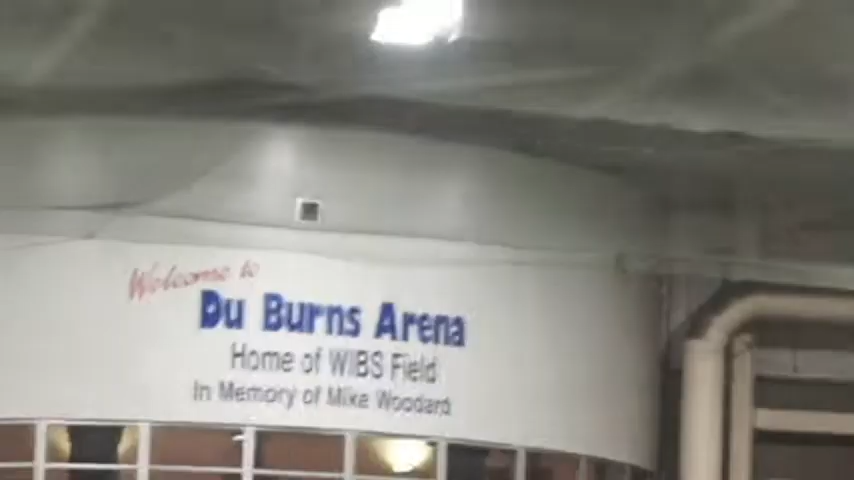 Welcome to
Du Burns Arena
Home of WIBS Field
In Memory of Mike Woodard